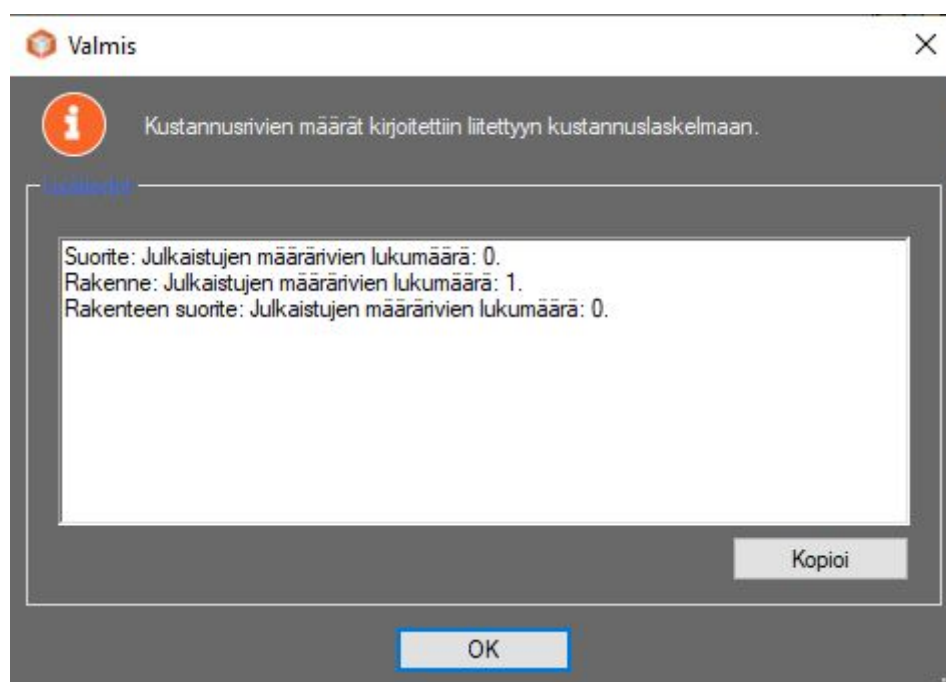 Valmis
Kustannusrivien määrät kirjoitettiin liitettyyn kustannuslaskelmaan.
Suorite: Julkaistujen määrärivien lukumäärä: 0.
Rakenne: Julkaistujen määrärivien lukumäärä: 1.
Rakenteen suorite: Julkaistujen määrärivien lukumäärä: 0.
Kopioi
OK